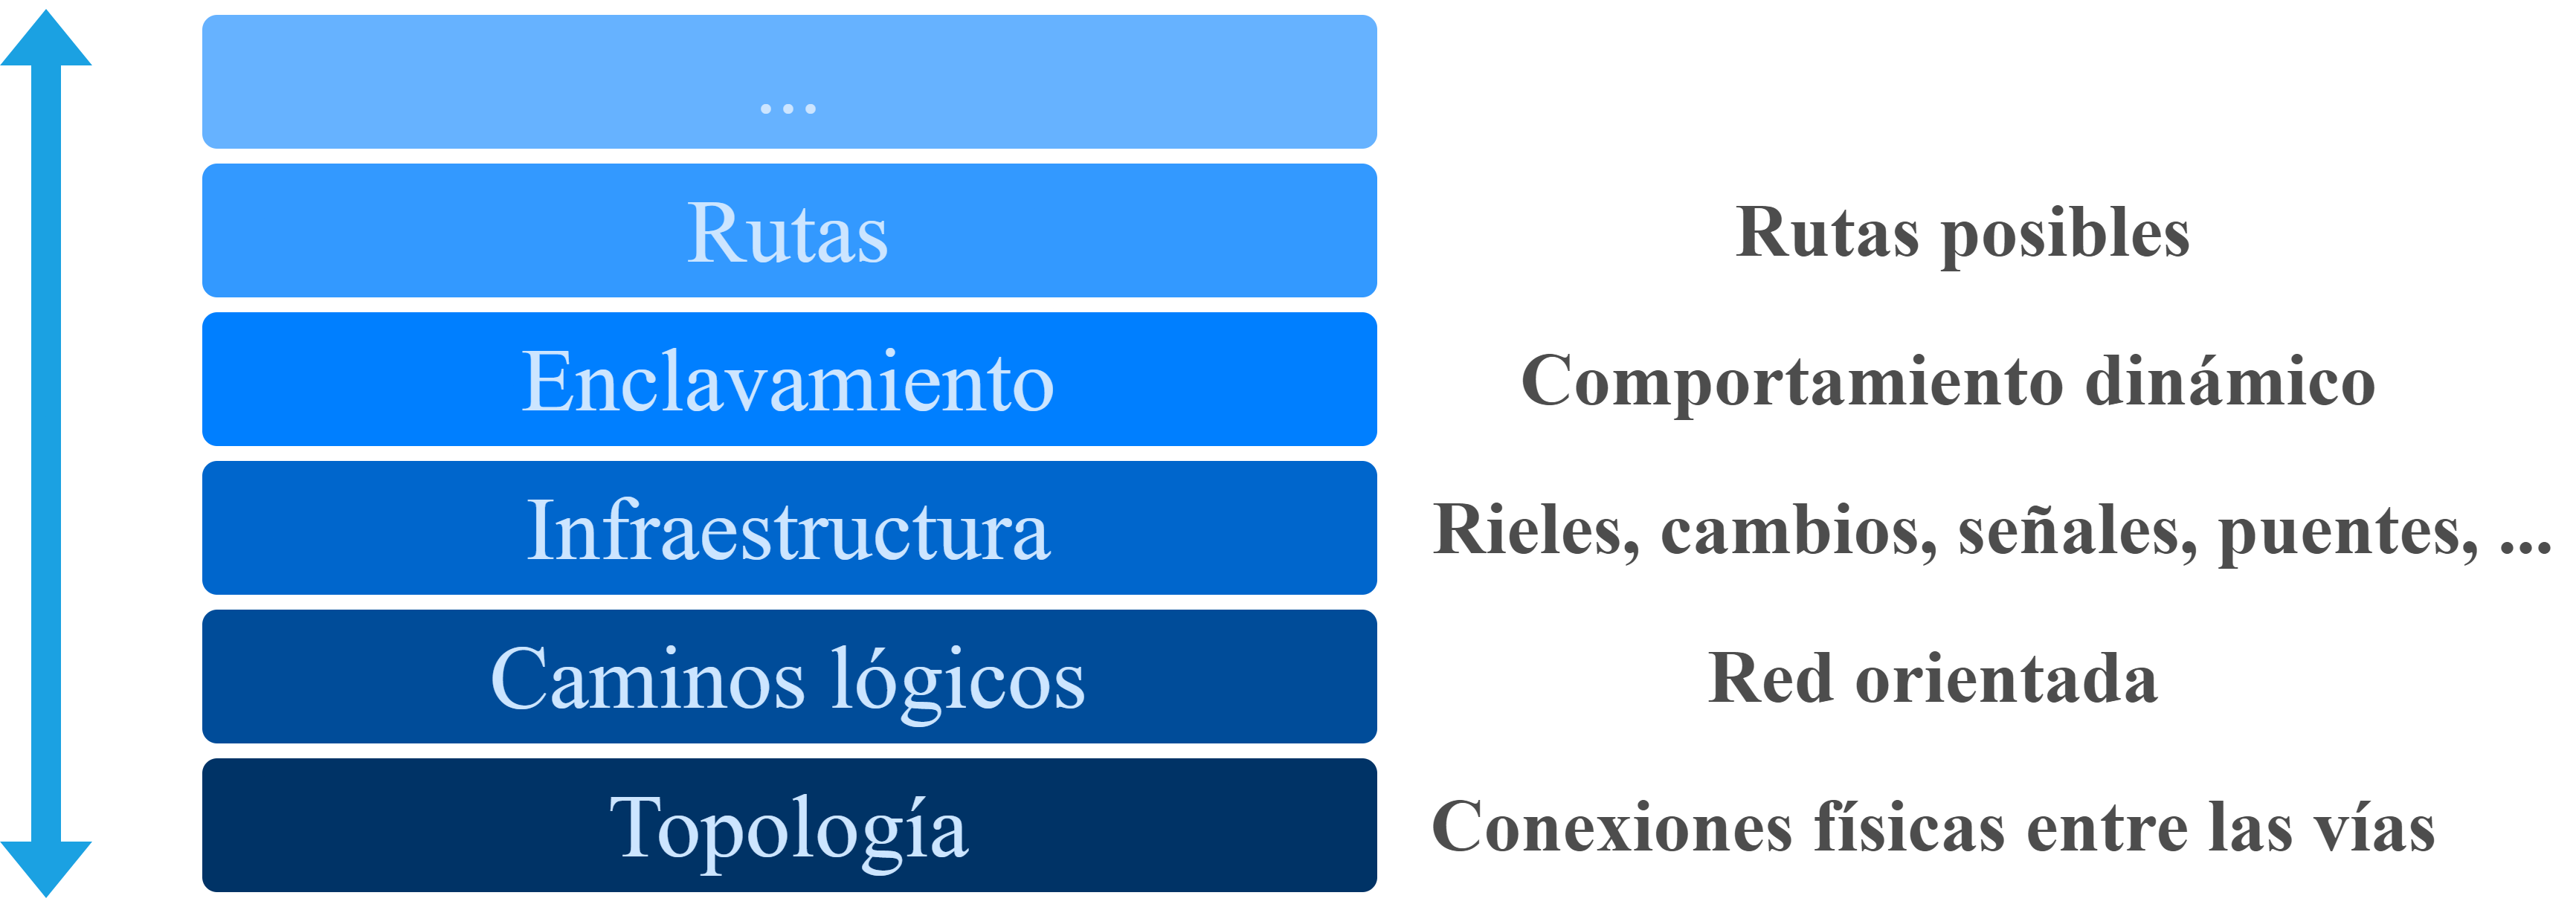 ...
Rutas
Rutas posibles
Enclavamiento
Comportamiento dinámico
Infraestructura
Rieles, cambios, señales, puentes, ...
Caminos lógicos
Red orientada
Topología
Conexiones físicas entre las vías